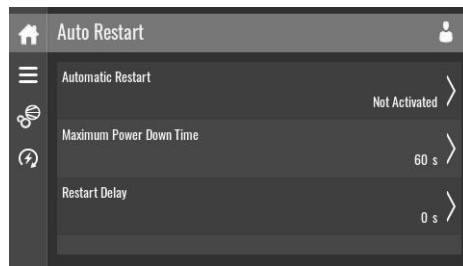 Auto Restart
Automatic Restart
Not Activated
Maximum Power Down Time
60 s
Restart Delay
0 s